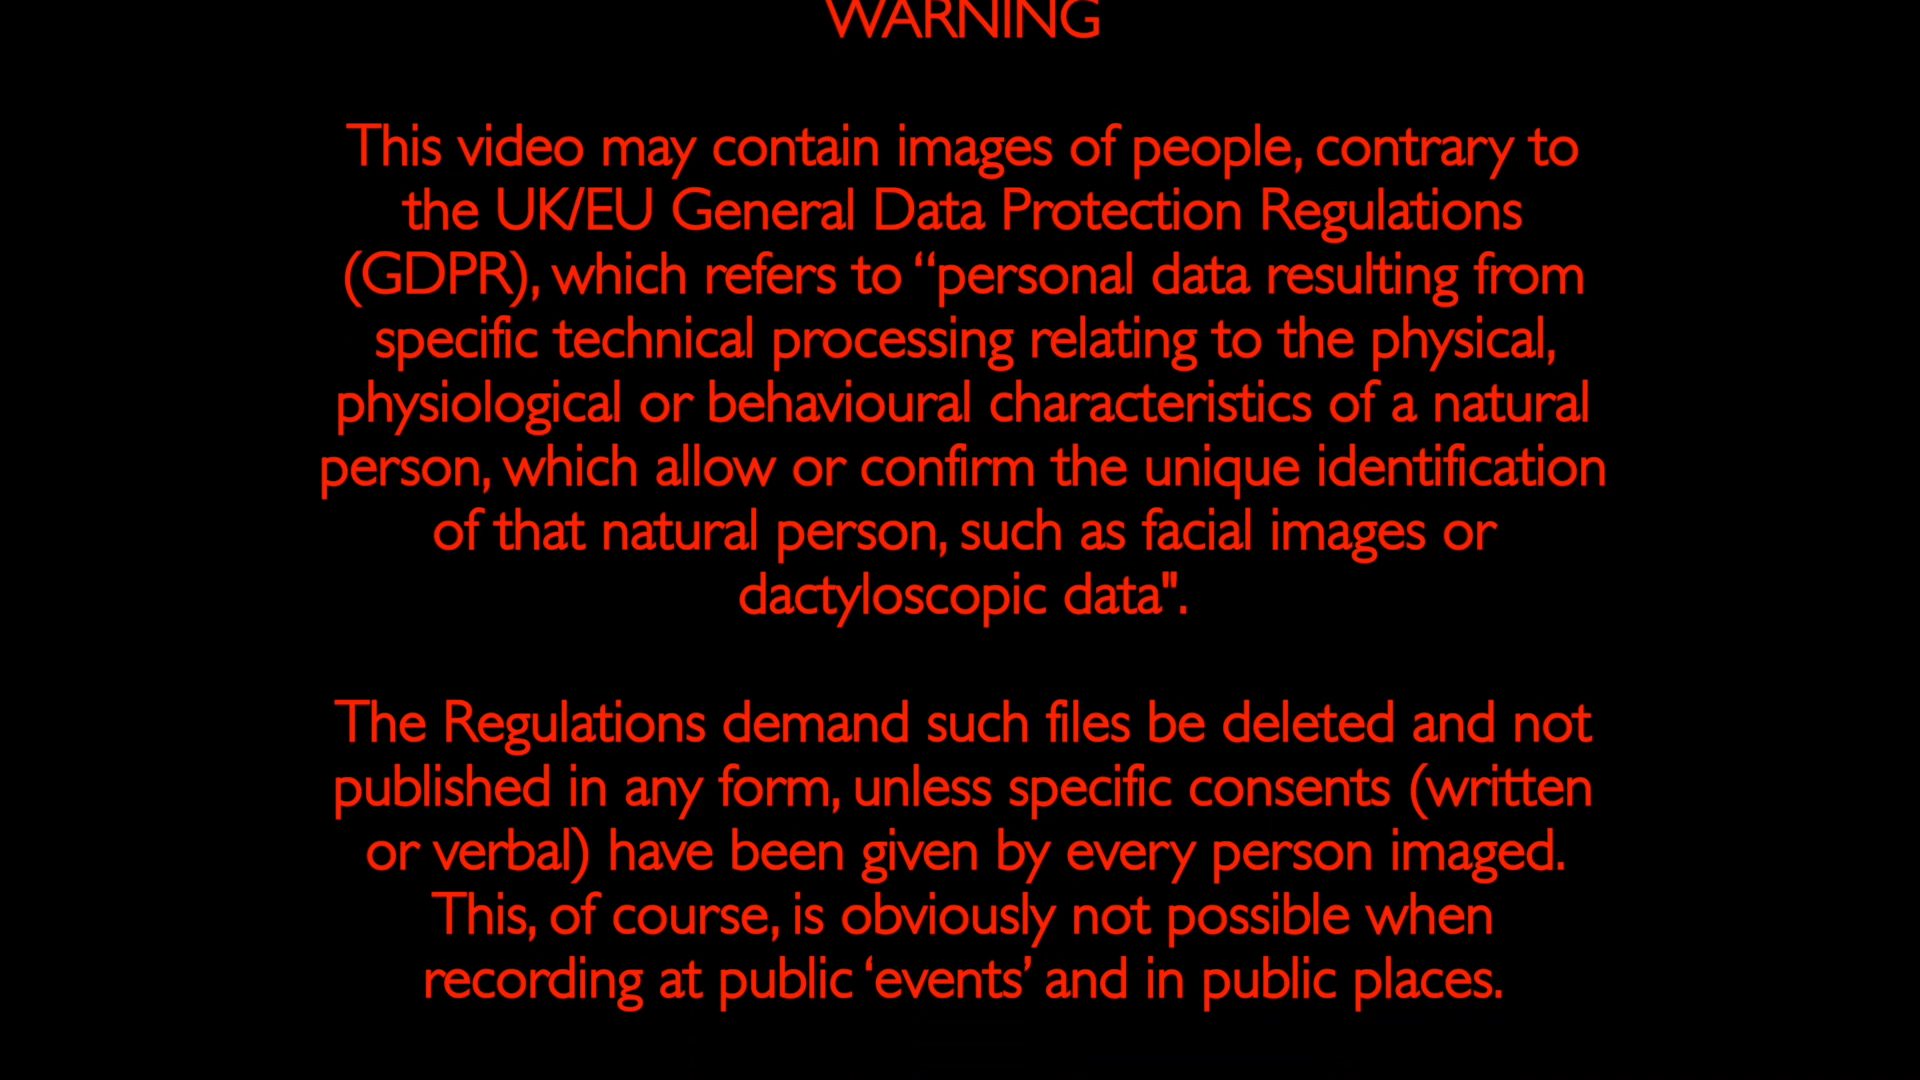 WARNING
This video may contain images of people, contrary to
the UK/EU General Data Protection Regulations
(GDPR), which refers to “personal data resulting from
specific technical processing relating to the physical,
physiological or behavioural characteristics of a natural
person, which allow or confirm the unique identification
of that natural person, such as facial images or
dactyloscopic data".
The Regulations demand such files be deleted and not
published in any form, unless specific consents (written
or verbal) have been given by every person imaged.
This, of course, is obviously not possible when
recording at public ‘events’ and in public places.